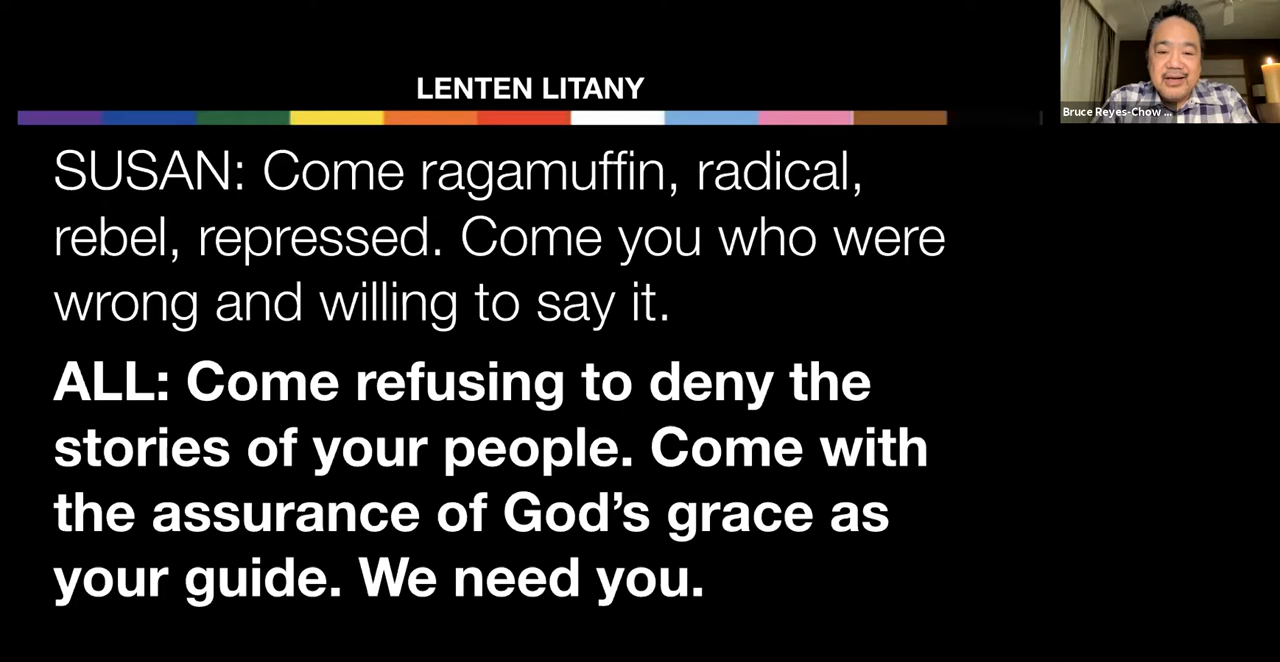 LENTEN LITANY
Bruce Reyes-Chow ...
SUSAN: Come ragamuffin, radical,
rebel, repressed. Come you who were
wrong and willing to say it.
ALL: Come refusing to deny the
stories of your people. Come with
the assurance of God’s grace as
your guide. We need you.